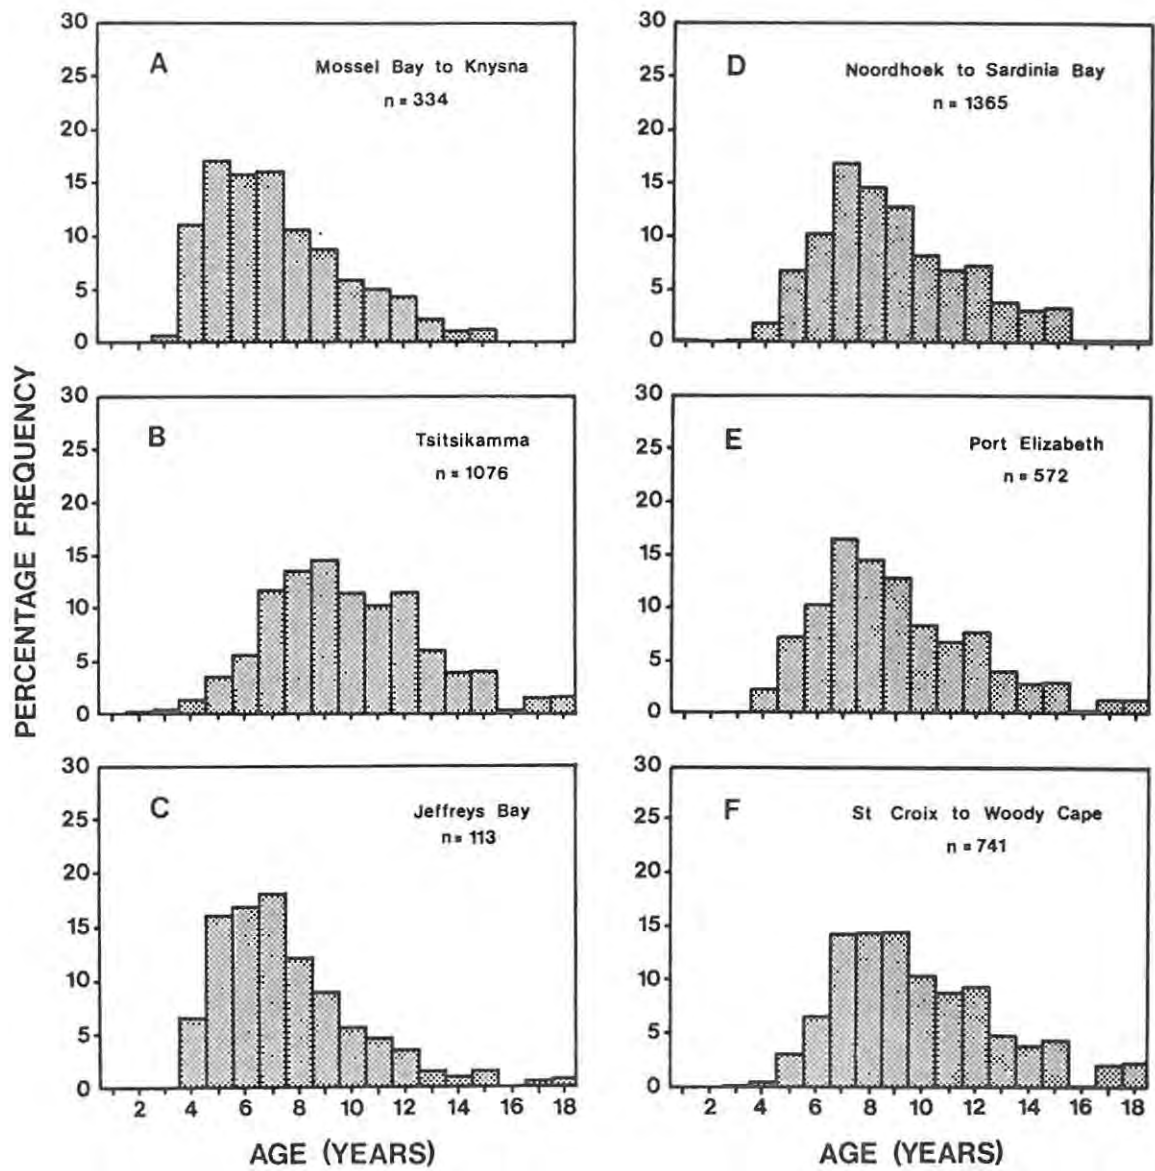 30
25
20
15
10
5
0
A
Mossel Bay to Knysna
n = 334
30
25
20
15
10
5
0
D
Noordhoek to Sardinia Bay
n = 1365
PERCENTAGE FREQUENCY
30
25
20
15
10
5
0
B
Tsitsikamma
n = 1076
30
25
20
15
10
5
0
E
Port Elizabeth
n = 572
30
25
20
15
10
5
0
C
Jeffreys Bay
n = 113
2 4 6 8 10 12 14 16 18
AGE (YEARS)
30
25
20
15
10
5
0
F
St Croix to Woody Cape
n = 741
2 4 6 8 10 12 14 16 18
AGE (YEARS)